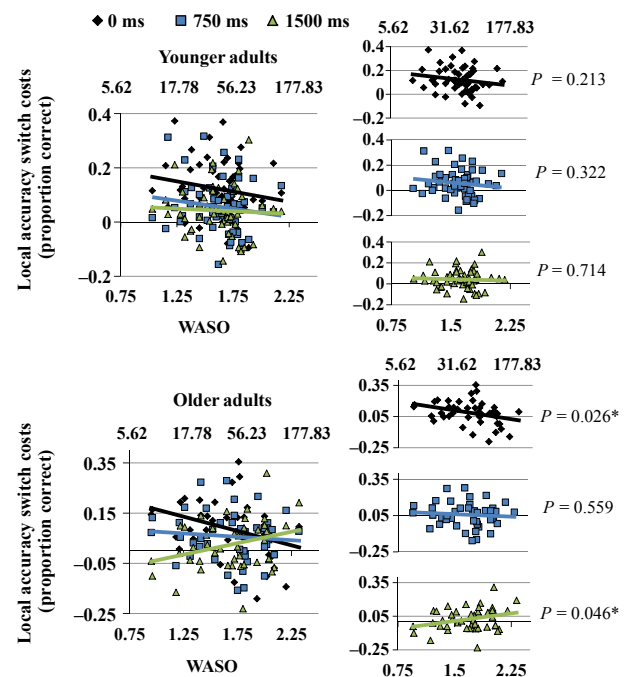 0 ms 750 ms 1500 ms
Younger adults
5.62 17.78 56.23 177.83
0.4
0.2
0
–0.2
0.75 1.25 1.75 2.25
WASO
Local accuracy switch costs
(proportion correct)
5.62 31.62 177.83
0.4
0.2
0
–0.2
P = 0.213
0.4
0.2
0
–0.2
P = 0.322
0.4
0.2
0
–0.2
P = 0.714
0.75 1.5 2.25
Older adults
5.62 17.78 56.23 177.83
0.35
0.15
–0.05
–0.25
0.75 1.25 1.75 2.25
WASO
Local accuracy switch costs
(proportion correct)
5.62 31.62 177.83
0.35
0.05
–0.25
P = 0.026*
0.35
0.05
–0.25
P = 0.559
0.35
0.05
–0.25
P = 0.046*
0.75 1.5 2.25